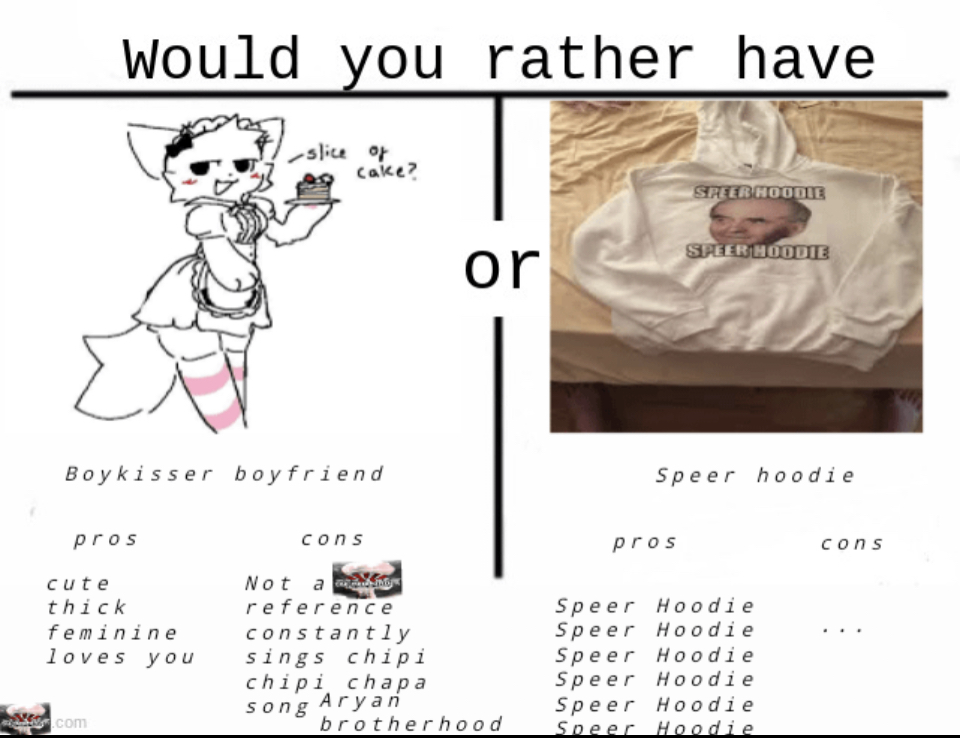 Would you rather have
slice of
cake?
SPEER HOODIE
SPEER HOODIE
or
Boykisser boyfriend
Speer hoodie
pros
cons
pros
cons
cute
thick
feminine
loves you
Not a
reference
constantly
sings chipi
chipi chapa
song
Aryan
brotherhood
Speer Hoodie
Speer Hoodie
Speer Hoodie
Speer Hoodie
Speer Hoodie
Speer Hoodie
...
.com